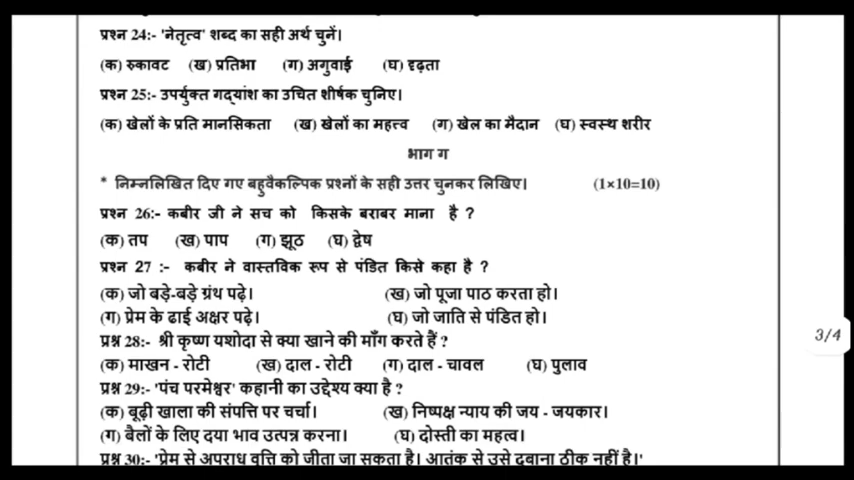 प्रश्न 24:- 'नेतृत्व' शब्द का सही अर्थ चुनें।
(क) रुकावट (ख) प्रतिभा (ग) अगुवाई (घ) दृढ़ता
प्रश्न 25:- उपर्युक्त गद्यांश का उचित शीर्षक चुनिए।
(क) खेलों के प्रति मानसिकता (ख) खेलों का महत्त्व (ग) खेल का मैदान (घ) स्वस्थ शरीर
भाग ग
* निम्नलिखित दिए गए बहुवैकल्पिक प्रश्नों के सही उत्तर चुनकर लिखिए। (1×10=10)
प्रश्न 26:- कबीर जी ने सच को किसके बराबर माना है ?
(क) तप (ख) पाप (ग) झूठ (घ) द्वेष
प्रश्न 27 :- कबीर ने वास्तविक रूप से पंडित किसे कहा है ?
(क) जो बड़े-बड़े ग्रंथ पढ़े। (ख) जो पूजा पाठ करता हो।
(ग) प्रेम के ढाई अक्षर पढ़े। (घ) जो जाति से पंडित हो।
3/4
प्रश्न 28:- श्री कृष्ण यशोदा से क्या खाने की माँग करते हैं ?
(क) माखन - रोटी (ख) दाल - रोटी (ग) दाल - चावल (घ) पुलाव
प्रश्न 29:- 'पंच परमेश्वर' कहानी का उद्देश्य क्या है ?
(क) बूढ़ी खाला की संपत्ति पर चर्चा। (ख) निष्पक्ष न्याय की जय - जयकार।
(ग) बैलों के लिए दया भाव उत्पन्न करना। (घ) दोस्ती का महत्व।
प्रश्न 30:- 'प्रेम से अपराध वृत्ति को जीता जा सकता है। आतंक से उसे दबाना ठीक नहीं है।'